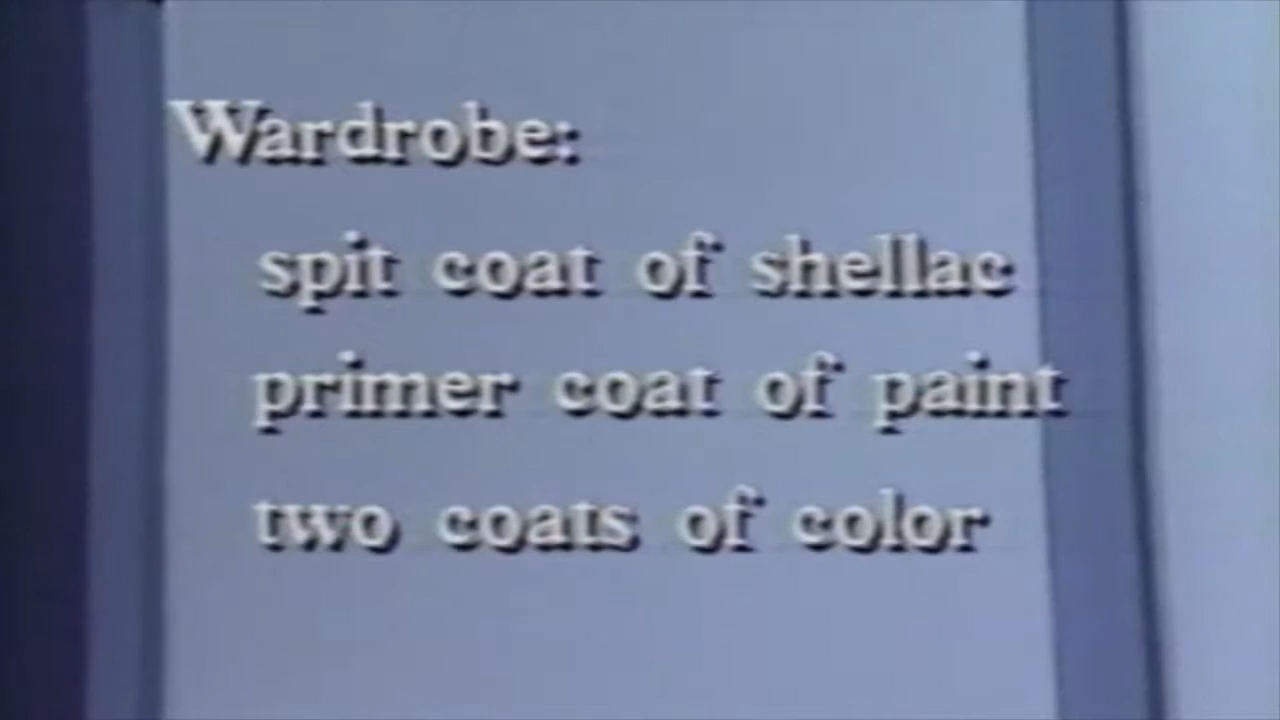 Wardrobe:
spit coat of shellac
primer coat of paint
two coats of color